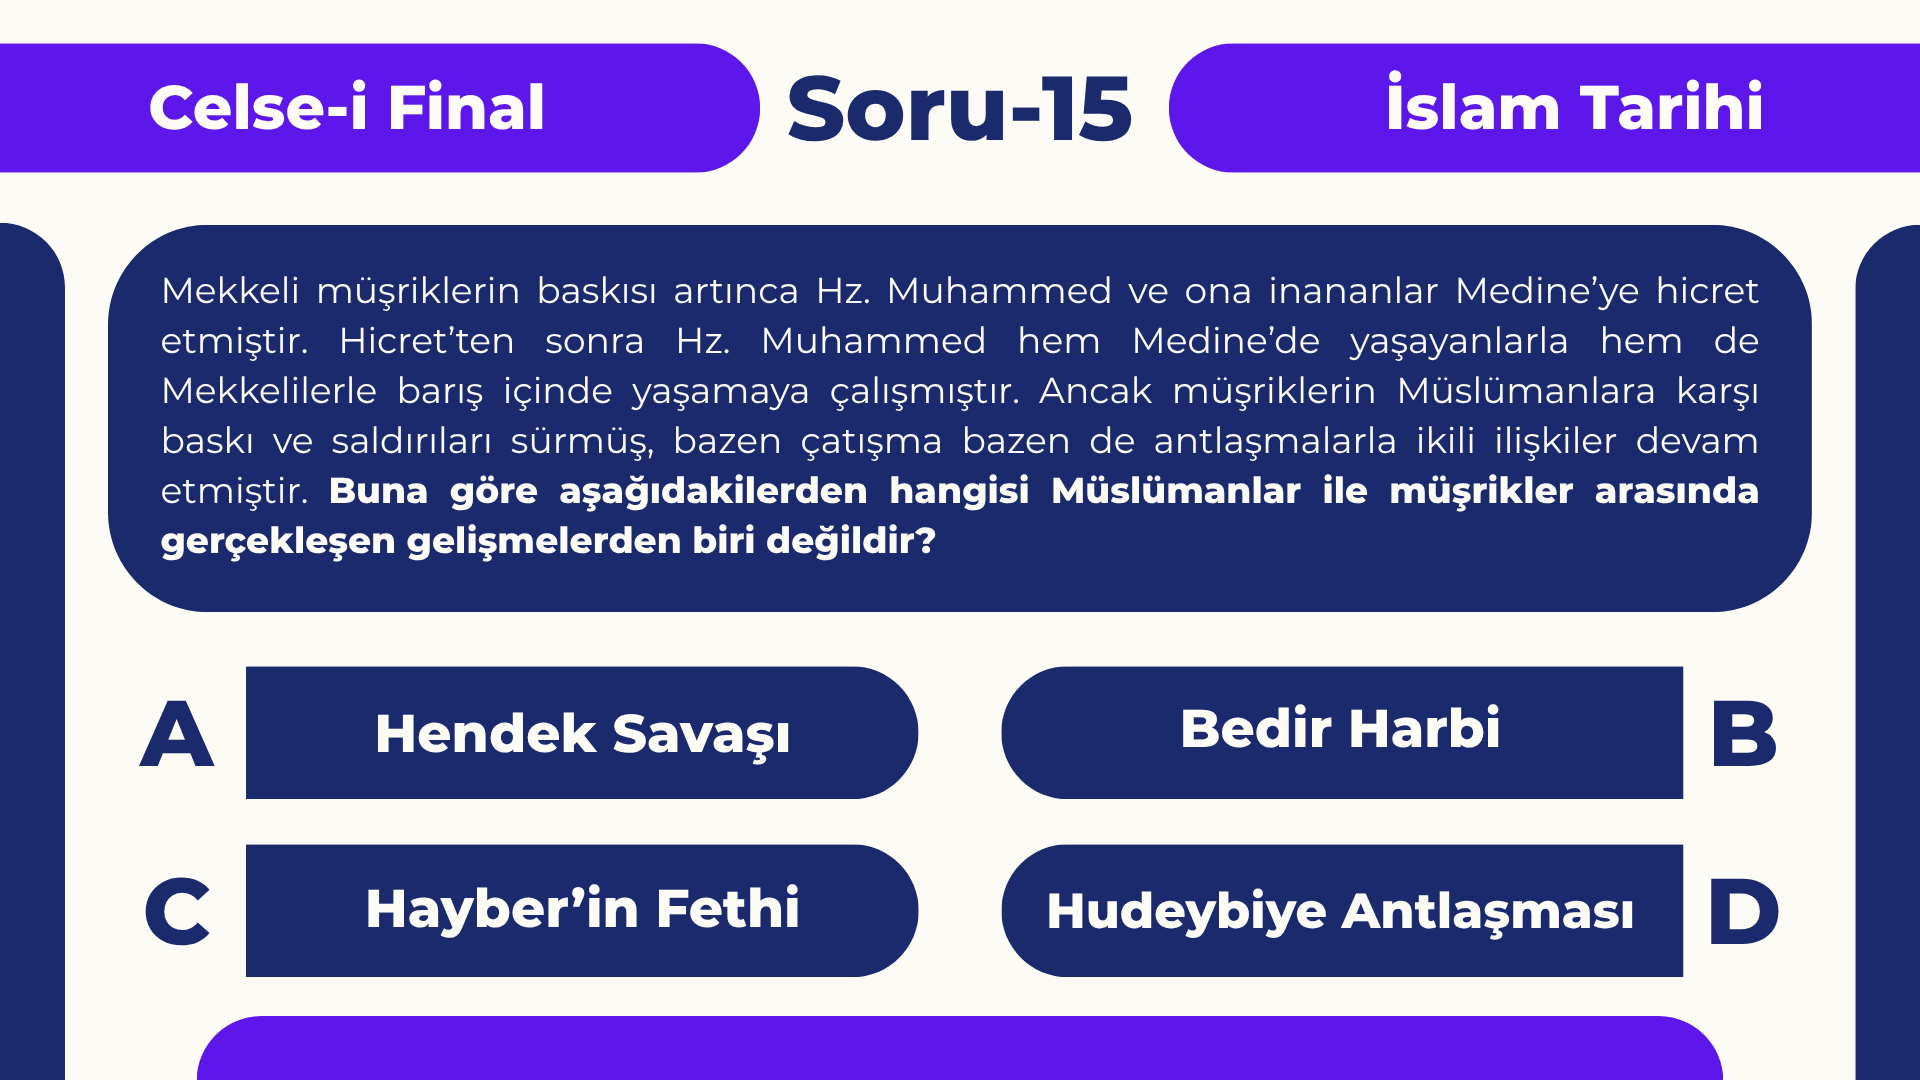 Celse-i Final
Soru-15
İslam Tarihi
Mekkeli müşriklerin baskısı artınca Hz. Muhammed ve ona inananlar Medine’ye hicret
etmiştir. Hicret’ten sonra Hz. Muhammed hem Medine’de yaşayanlarla hem de
Mekkelilerle barış içinde yaşamaya çalışmıştır. Ancak müşriklerin Müslümanlara karşı
baskı ve saldırıları sürmüş, bazen çatışma bazen de antlaşmalarla ikili ilişkiler devam
etmiştir. Buna göre aşağıdakilerden hangisi Müslümanlar ile müşrikler arasında
gerçekleşen gelişmelerden biri değildir?
A
Hendek Savaşı
Bedir Harbi
B
C
Hayber’in Fethi
Hudeybiye Antlaşması
D